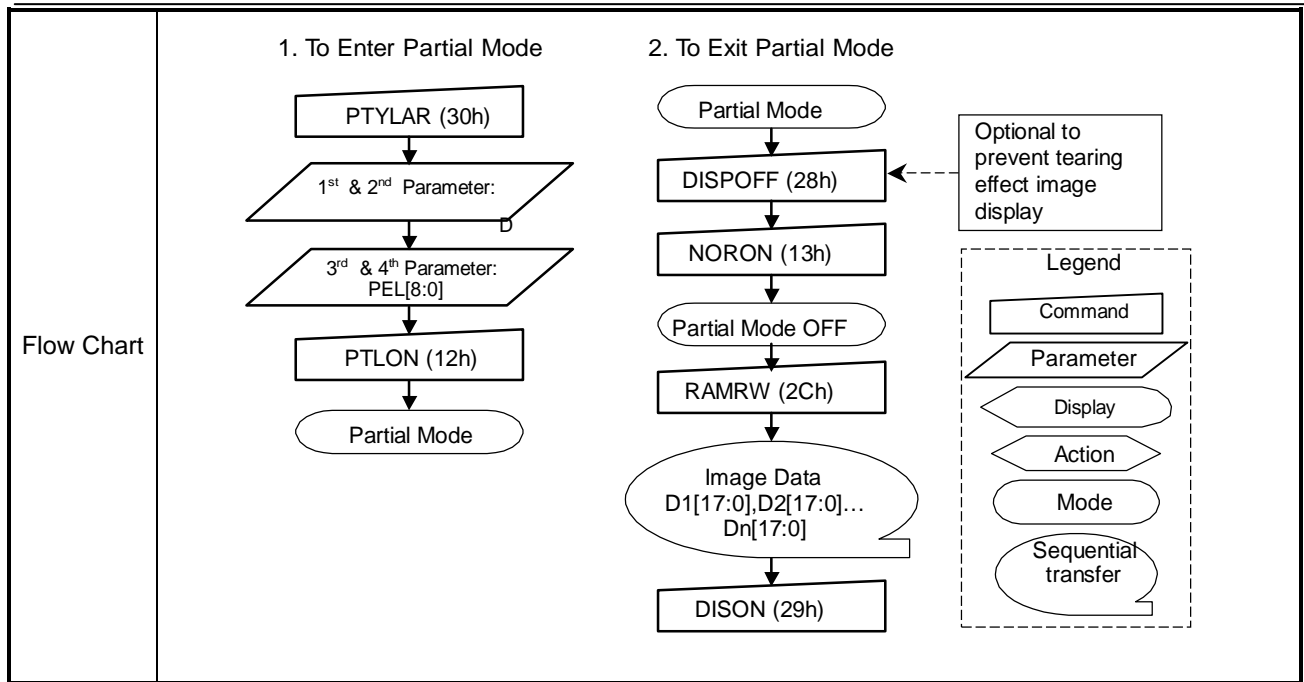 Flow Chart
1. To Enter Partial Mode
PTYLAR (30h)
1st & 2nd Parameter:
D
3rd & 4th Parameter:
PEL[8:0]
PTLON (12h)
Partial Mode
2. To Exit Partial Mode
Partial Mode
DISPOFF (28h)
NORON (13h)
Partial Mode OFF
RAMRW (2Ch)
Image Data
D1[17:0],D2[17:0]…
Dn[17:0]
DISON (29h)
Optional to
prevent tearing
effect image
display
Legend
Command
Parameter
Display
Action
Mode
Sequential
transfer